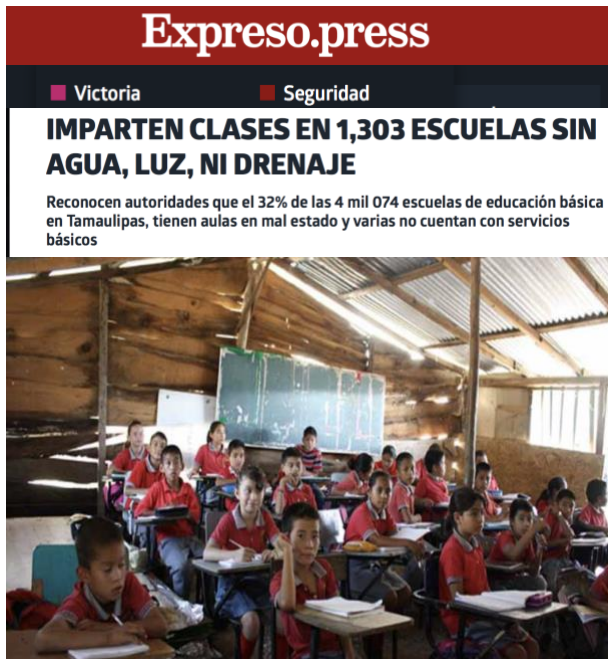 Expreso.press
Victoria
Seguridad
IMPARTEN CLASES EN 1,303 ESCUELAS SIN
AGUA, LUZ, NI DRENAJE
Reconocen autoridades que el 32% de las 4 mil 074 escuelas de educación básica
en Tamaulipas, tienen aulas en mal estado y varias no cuentan con servicios
básicos